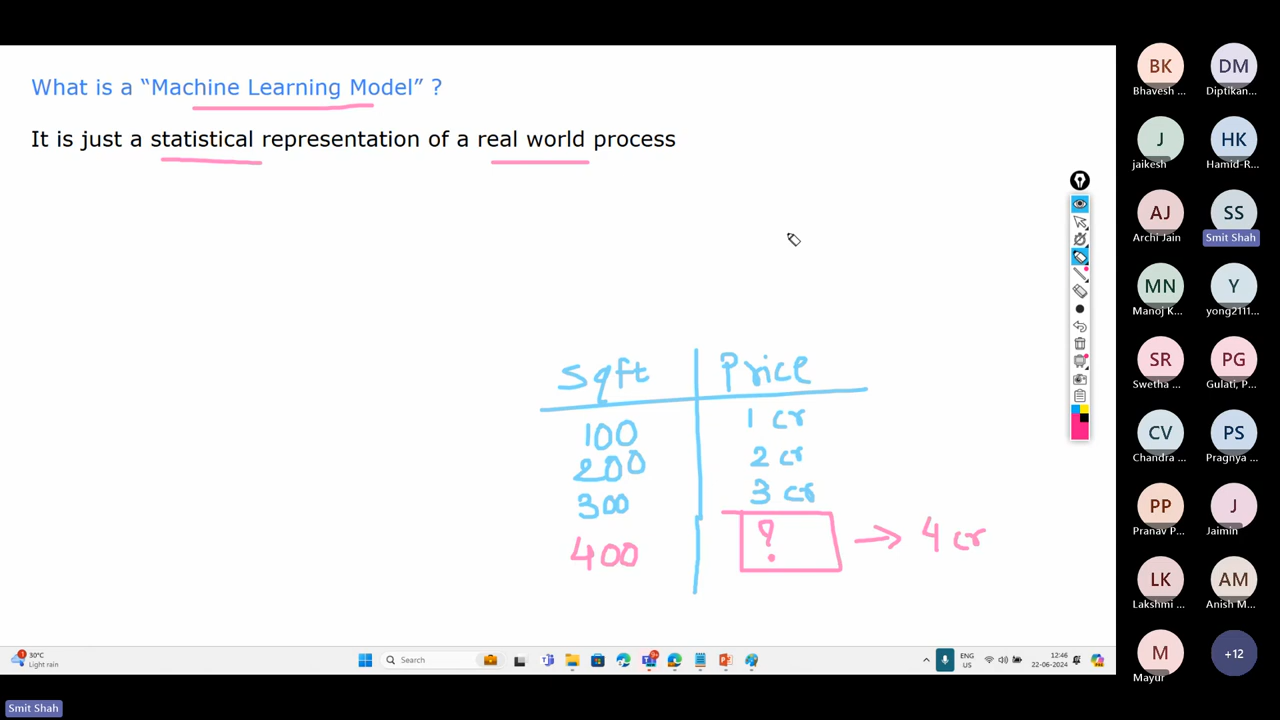 What is a “Machine Learning Model” ?
It is just a statistical representation of a real world process
Sqft Price
100 1 cr
200 2 cr
300 3 cr
400 ? → 4 cr
BK DM
Bhavesh ... Diptikan...
J HK
jaikesh Hamid-R...
AJ SS
Archi Jain Smit Shah
MN Y
Manoj K... yong2111...
SR PG
Swetha ... Gulati, P...
CV PS
Chandra ... Pragnya ...
PP J
Pranav P... Jaimin
LK AM
Lakshmi ... Anish M...
M +12
Mayur
1 30°C
Light rain
Search
ENG
US
12:46
22-06-2024
Smit Shah